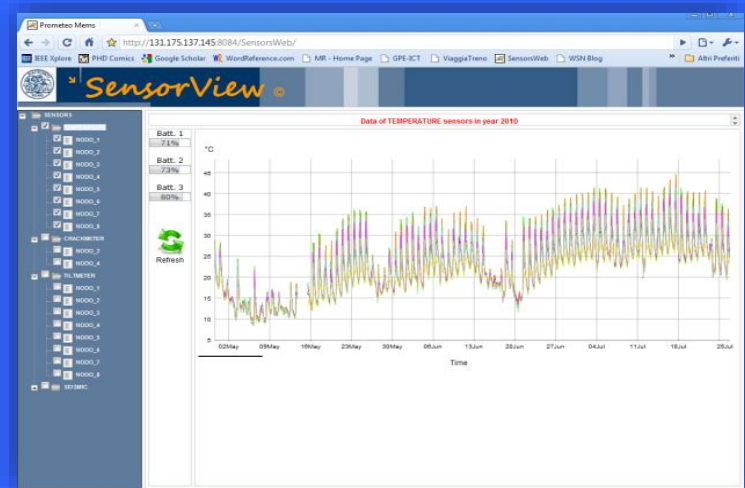 Prometeo Mems
http://131.175.137.145:8084/SensorsWeb/
IEEE Xplore PHD Comics Google Scholar WordReference.com MR - Home Page GPE-ICT ViaggiaTreno SensorsWeb WSN Blog Altri Preferiti
SensorView ©
SENSORS
NODO_1
NODO_2
NODO_3
NODO_4
NODO_5
NODO_6
NODO_7
NODO_8
CRACKMETER
NODO_2
NODO_4
TILTMETER
NODO_1
NODO_2
NODO_3
NODO_4
NODO_5
NODO_6
NODO_7
NODO_8
SEISMIC
Data of TEMPERATURE sensors in year 2010
Batt. 1
71%
Batt. 2
73%
Batt. 3
80%
Refresh
°C
45
40
35
30
25
20
15
10
5
02May 09May 16May 23May 30May 06Jun 13Jun 20Jun 27Jun 04Jul 11Jul 18Jul 25Jul
Time